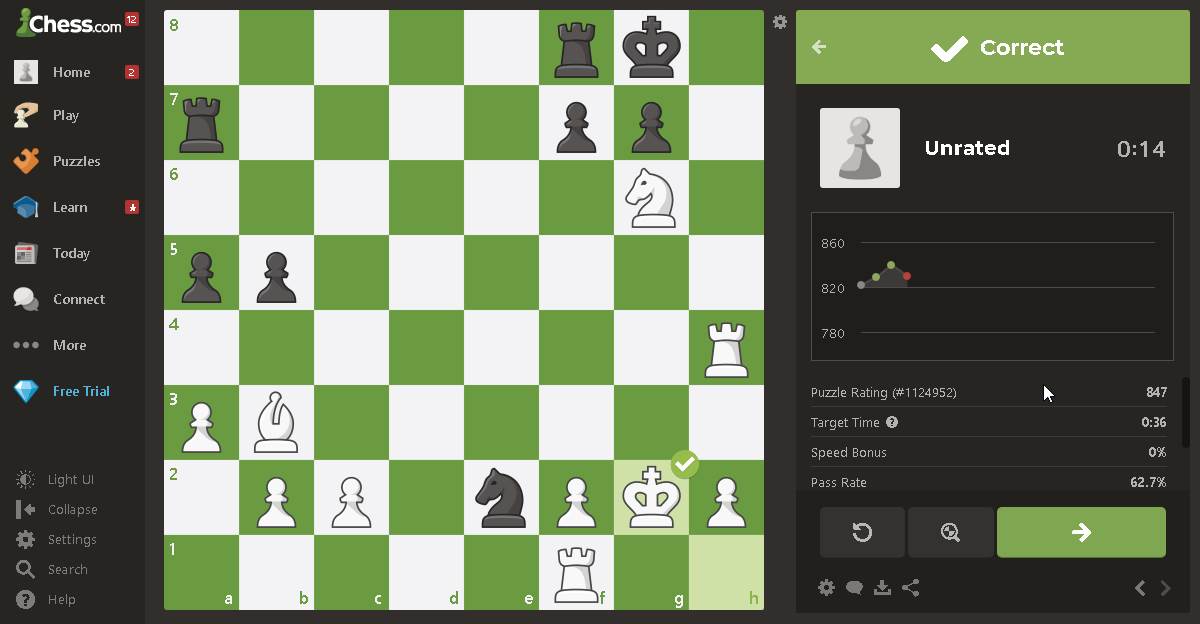 Chess.com 12
Home 2
Play
Puzzles
Learn
Today
Connect
More
Free Trial
Light UI
Collapse
Settings
Search
Help
8
7
6
5
4
3
2
1
a b c d e f g h
Correct
Unrated 0:14
860
820
780
Puzzle Rating (#1124952) 847
Target Time ? 0:36
Speed Bonus 0%
Pass Rate 62.7%